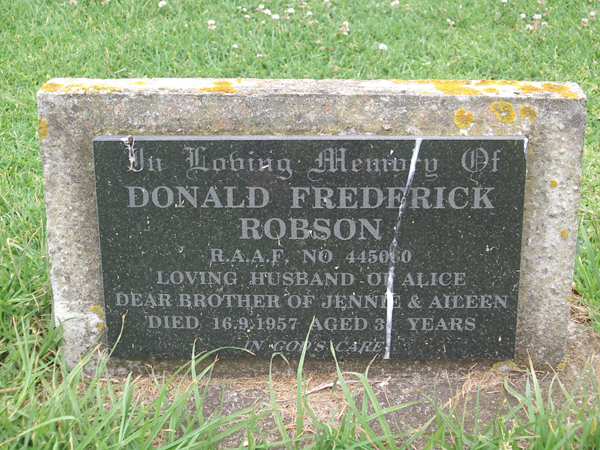 In Loving Memory Of
DONALD FREDERICK
ROBSON
R.A.A.F. NO
LOVING HUSBAND OF ALICE
DEAR BROTHER OF JENNIE & AILEEN
DIED 16.9.1957 AGED YEARS
IN GOD'S CARE